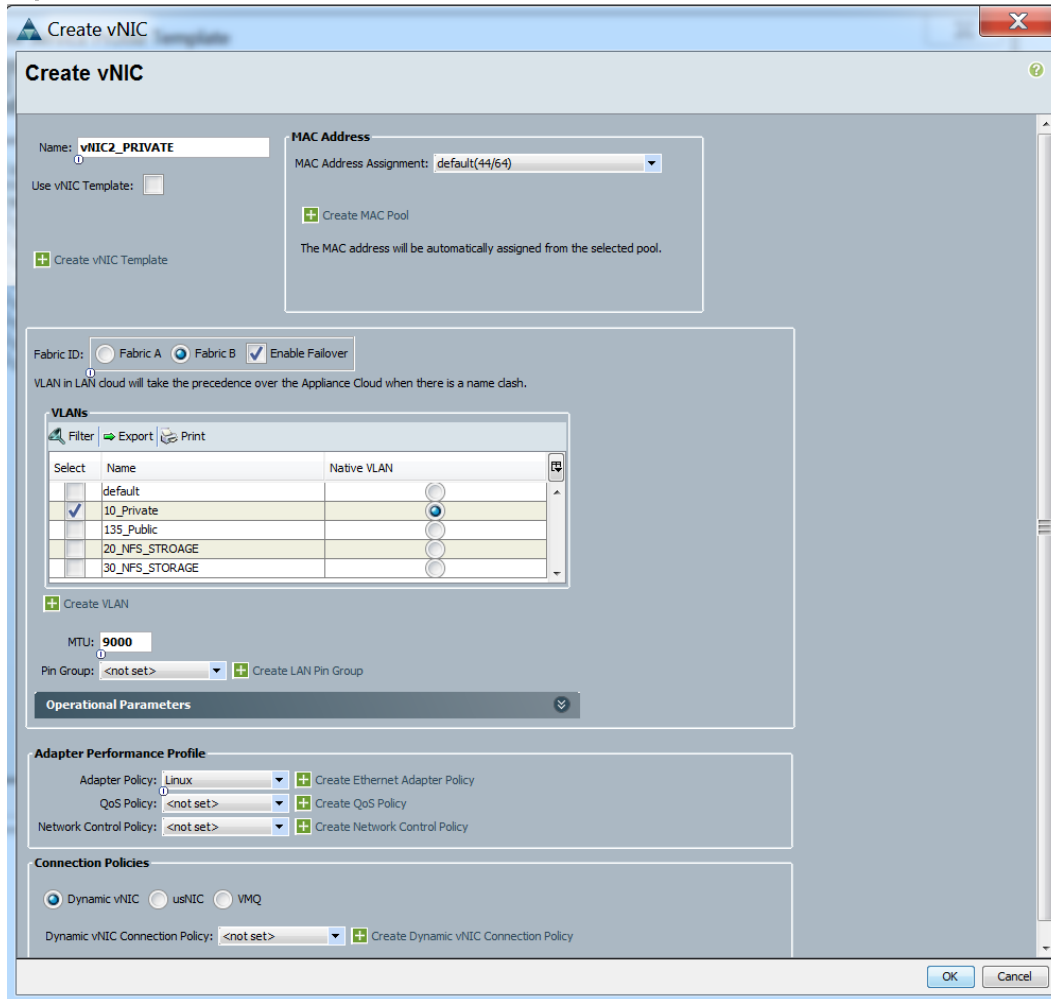 Create vNIC
Create vNIC
Name: vNIC2_PRIVATE
Use vNIC Template:
Create vNIC Template
MAC Address
MAC Address Assignment: default(44/64)
Create MAC Pool
The MAC address will be automatically assigned from the selected pool.
Fabric ID: Fabric A Fabric B Enable Failover
VLAN in LAN cloud will take the precedence over the Appliance Cloud when there is a name clash.
VLANs
Filter Export Print
Select Name Native VLAN
default
10_Private
135_Public
20_NFS_STROAGE
30_NFS_STORAGE
Create VLAN
MTU: 9000
Pin Group: <not set> Create LAN Pin Group
Operational Parameters
Adapter Performance Profile
Adapter Policy: Linux Create Ethernet Adapter Policy
QoS Policy: <not set> Create QoS Policy
Network Control Policy: <not set> Create Network Control Policy
Connection Policies
Dynamic vNIC usNIC VMQ
Dynamic vNIC Connection Policy: <not set> Create Dynamic vNIC Connection Policy
OK Cancel